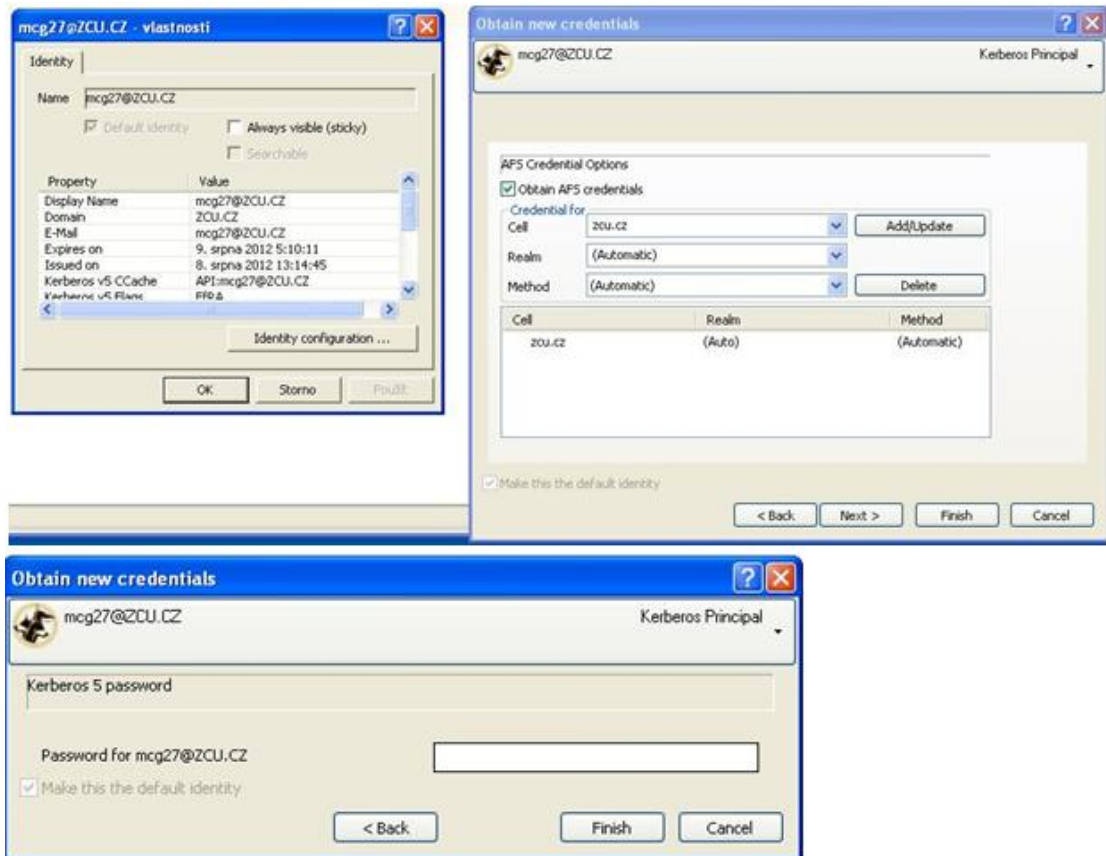 mcg27@ZCU.CZ - vlastnosti
Identity
Name mcg27@ZCU.CZ
Default identity Always visible (sticky)
Searchable
Property Value
Display Name mcg27@ZCU.CZ
Domain ZCU.CZ
E-Mail mcg27@ZCU.CZ
Expires on 9. srpna 2012 5:10:11
Issued on 8. srpna 2012 13:14:45
Kerberos v5 CCache API:mcg27@ZCU.CZ
Kerberos v5 Flags
Identity configuration ...
OK Storno Použít
Obtain new credentials
mcg27@ZCU.CZ Kerberos Principal
AFS Credential Options
Obtain AFS credentials
Credential for
Cell zcu.cz Add/Update
Realm (Automatic)
Method (Automatic) Delete
Cell Realm Method
zcu.cz (Auto) (Automatic)
Make this the default identity
< Back Next > Finish Cancel
Obtain new credentials
mcg27@ZCU.CZ Kerberos Principal
Kerberos 5 password
Password for mcg27@ZCU.CZ
Make this the default identity
< Back Finish Cancel